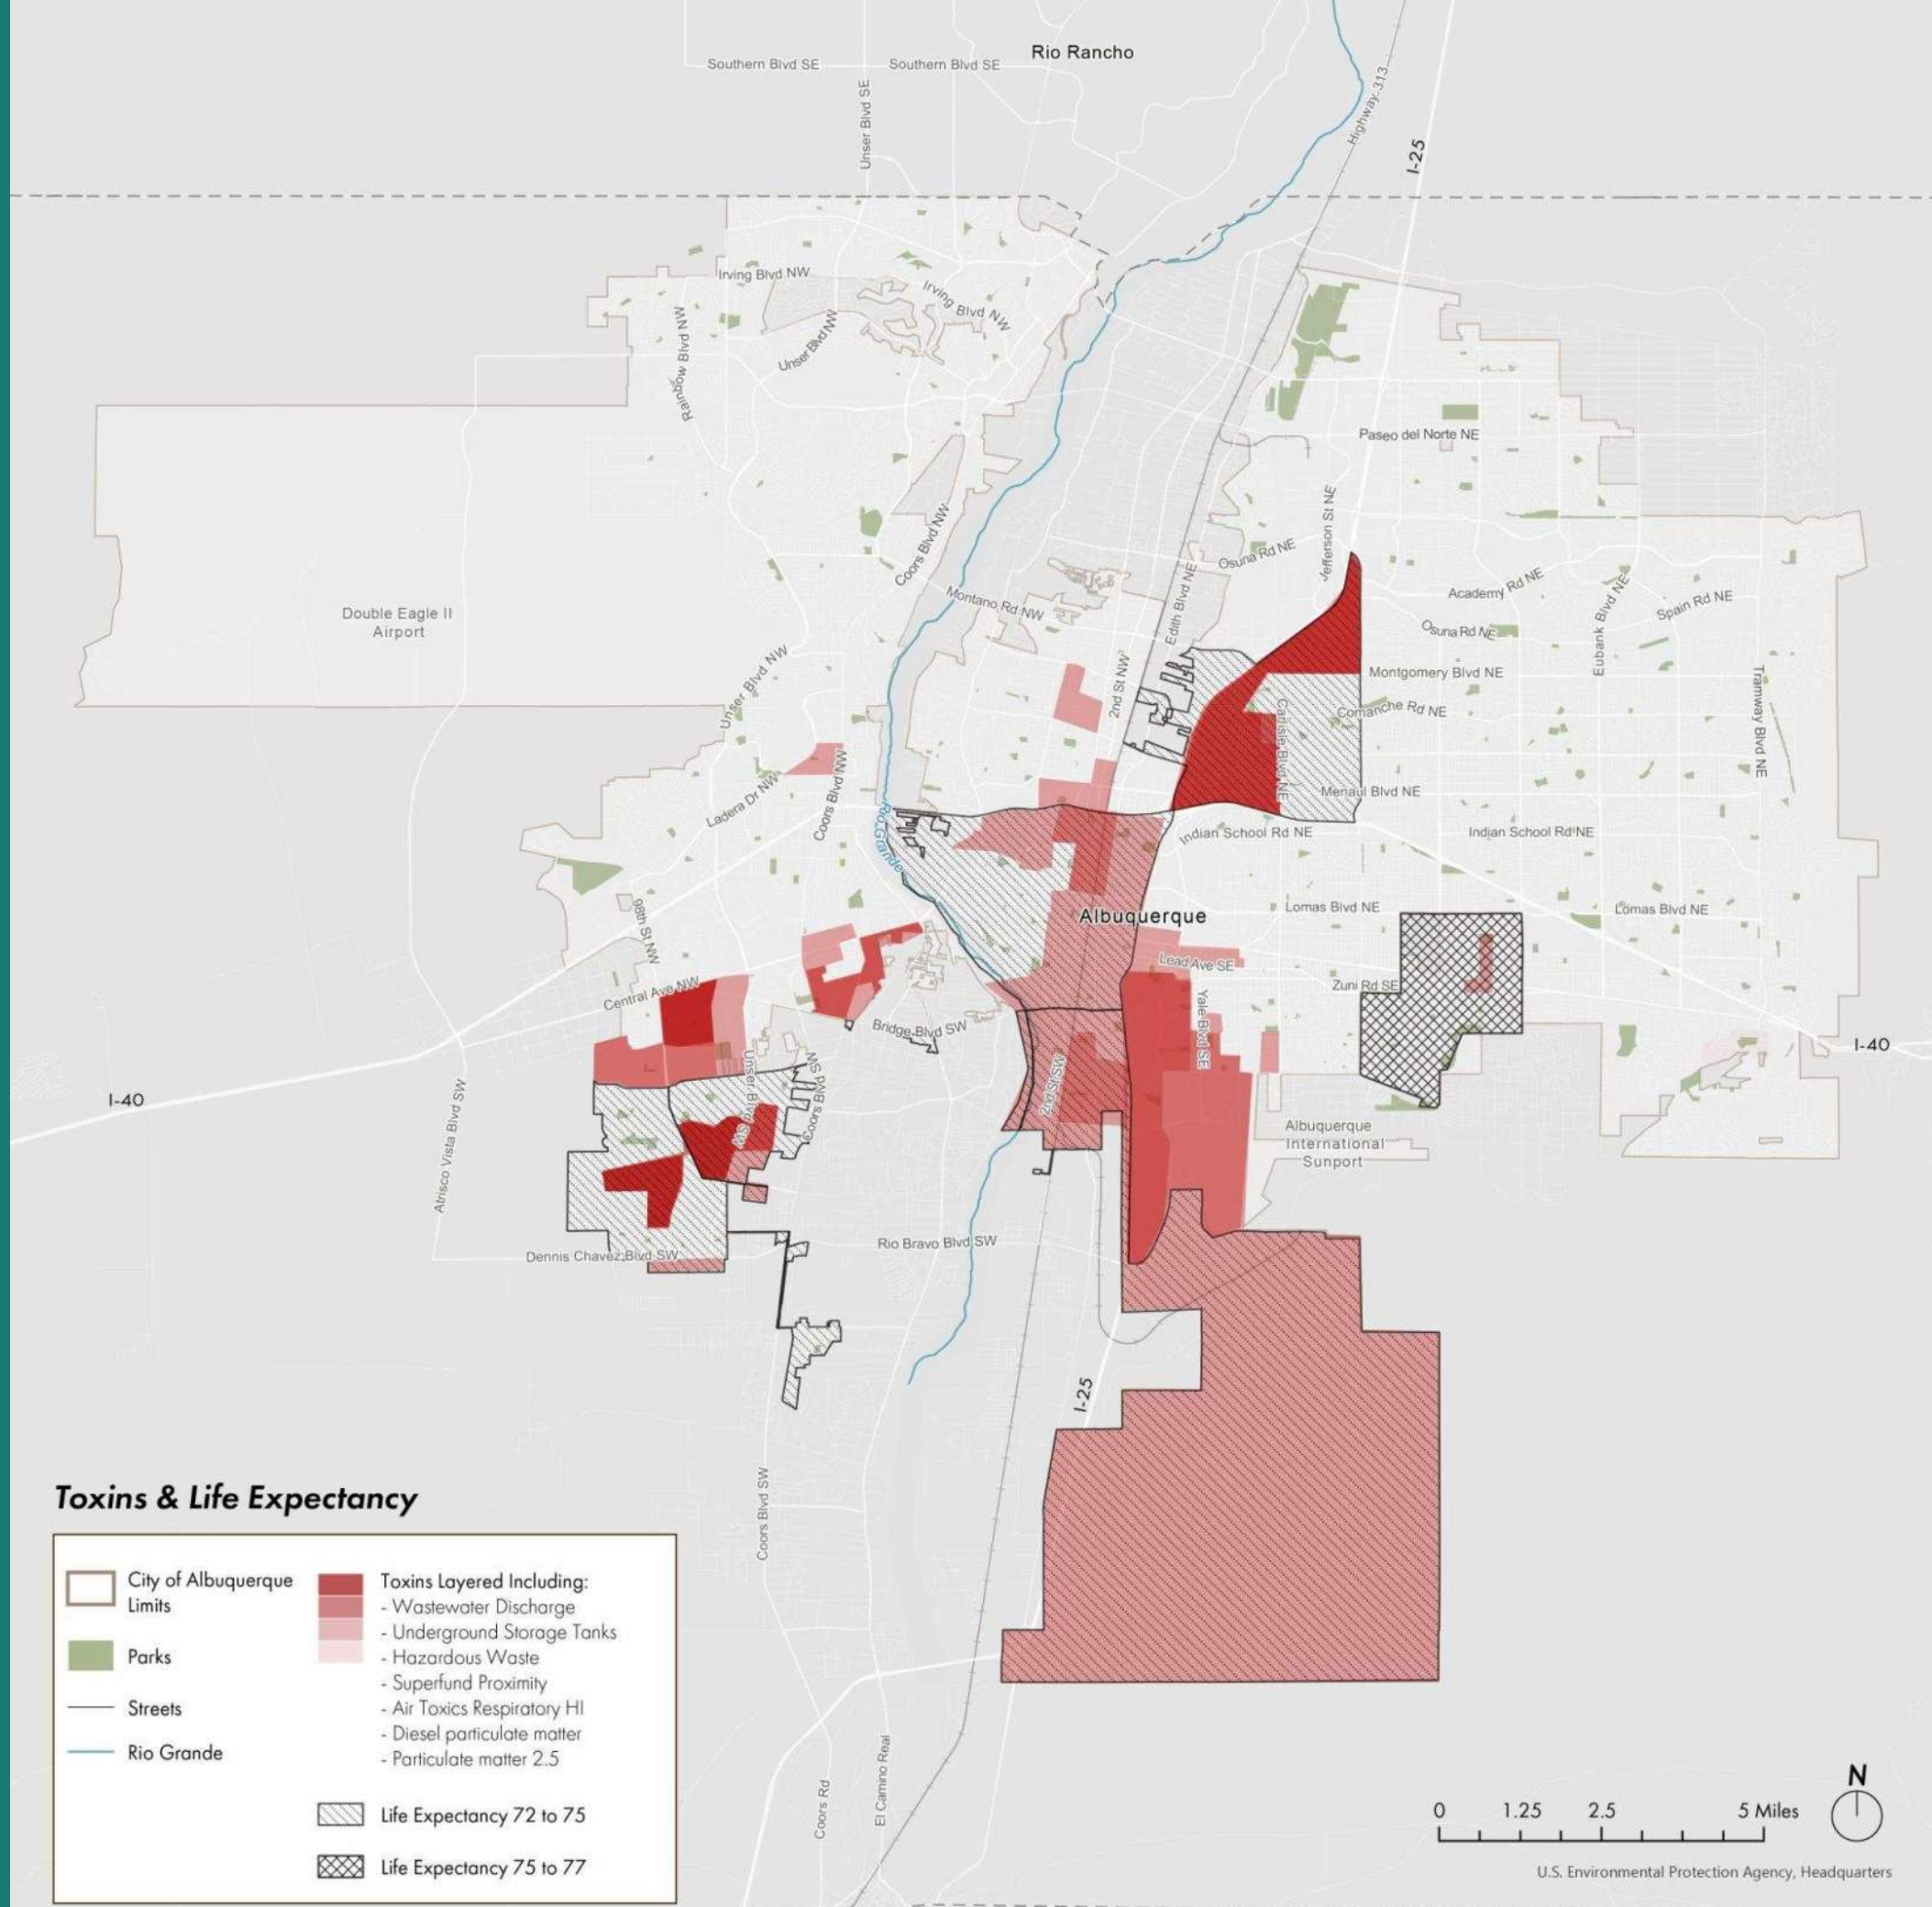 Rio Rancho
Southern Blvd SE
Southern Blvd SE
Unser Blvd SE
Highway 313
I-25
Irving Blvd NW
Irving Blvd NW
Rainbow Blvd NW
Unser Blvd NW
Paseo del Norte NE
Coors Blvd NW
Jefferson St NE
Osuna Rd NE
Academy Rd NE
Eubank Blvd NE
Spain Rd NE
Double Eagle II
Airport
Montano Rd NW
Edith Blvd NE
Osuna Rd NE
Unser Blvd NW
2nd St NW
Montgomery Blvd NE
Comanche Rd NE
Carlisle Blvd NE
Tramway Blvd NE
Ladera Dr NW
Coors Blvd NW
Rio Grande
Menaul Blvd NE
Indian School Rd NE
Indian School Rd NE
98th St NW
Albuquerque
Lomas Blvd NE
Lomas Blvd NE
Lead Ave SE
Zuni Rd SE
Central Ave NW
Bridge Blvd SW
Yale Blvd SE
I-40
I-40
Unser Blvd SW
Coors Blvd SW
2nd St SW
Atrisco Vista Blvd SW
Albuquerque
International
Sunport
Dennis Chavez Blvd SW
Rio Bravo Blvd SW
I-25
Coors Blvd SW
Coors Rd
El Camino Real
Toxins & Life Expectancy
City of Albuquerque
Limits
Parks
Streets
Rio Grande
Toxins Layered Including:
- Wastewater Discharge
- Underground Storage Tanks
- Hazardous Waste
- Superfund Proximity
- Air Toxics Respiratory HI
- Diesel particulate matter
- Particulate matter 2.5
Life Expectancy 72 to 75
Life Expectancy 75 to 77
N
0 1.25 2.5 5 Miles
U.S. Environmental Protection Agency, Headquarters